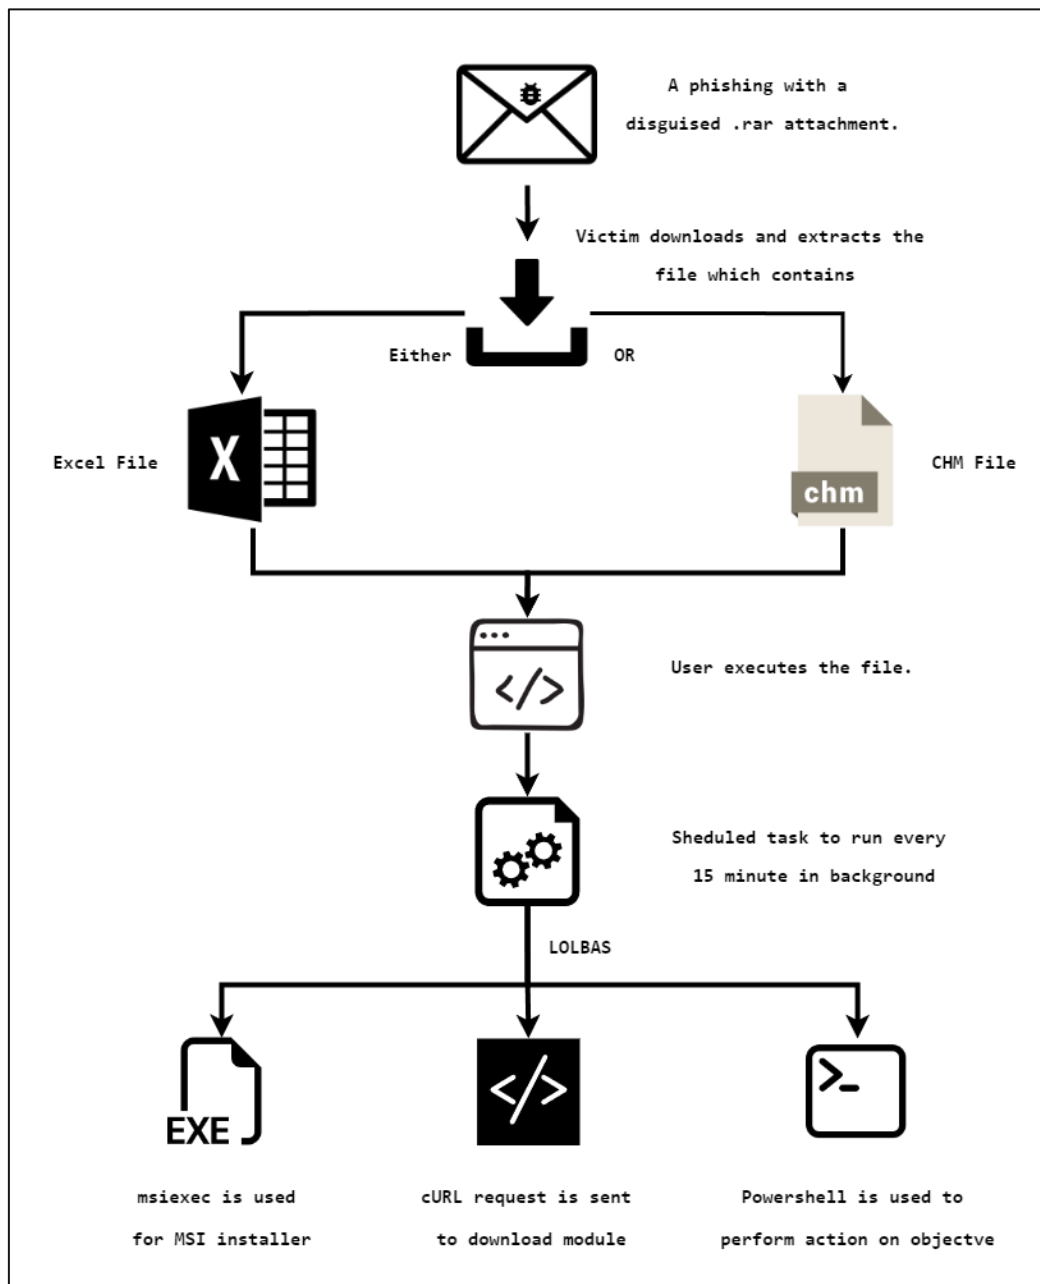 A phishing with a
disguised .rar attachment.
Victim downloads and extracts the
file which contains
Either
OR
Excel File
X
chm
CHM File
</>
User executes the file.
Sheduled task to run every
15 minute in background
LOLBAS
EXE
</>
>_
msiexec is used
for MSI installer
cURL request is sent
to download module
Powershell is used to
perform action on objectve